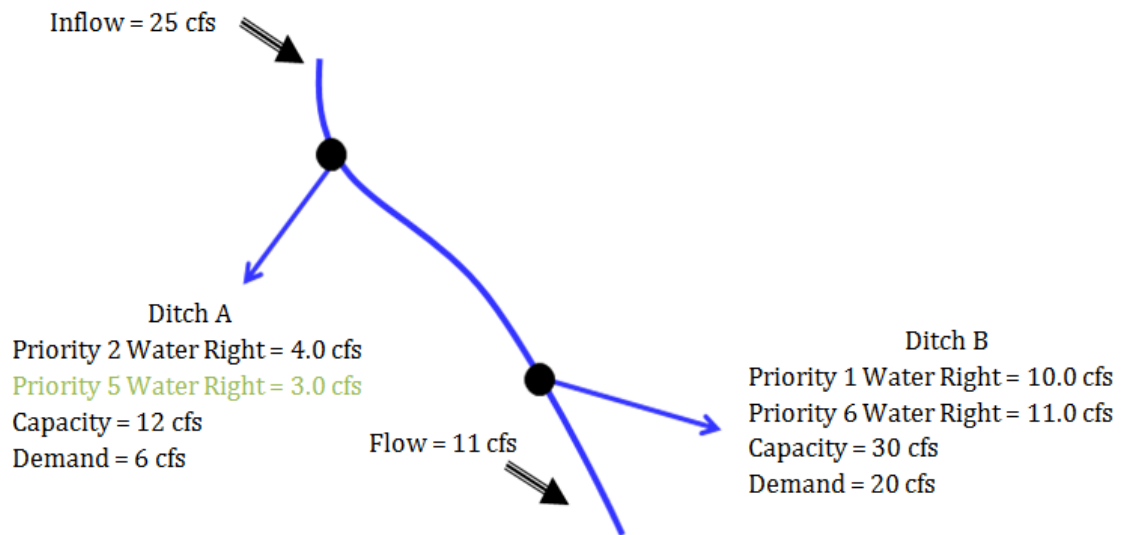 Inflow = 25 cfs
Ditch A
Priority 2 Water Right = 4.0 cfs
Priority 5 Water Right = 3.0 cfs
Capacity = 12 cfs
Demand = 6 cfs
Flow = 11 cfs
Ditch B
Priority 1 Water Right = 10.0 cfs
Priority 6 Water Right = 11.0 cfs
Capacity = 30 cfs
Demand = 20 cfs